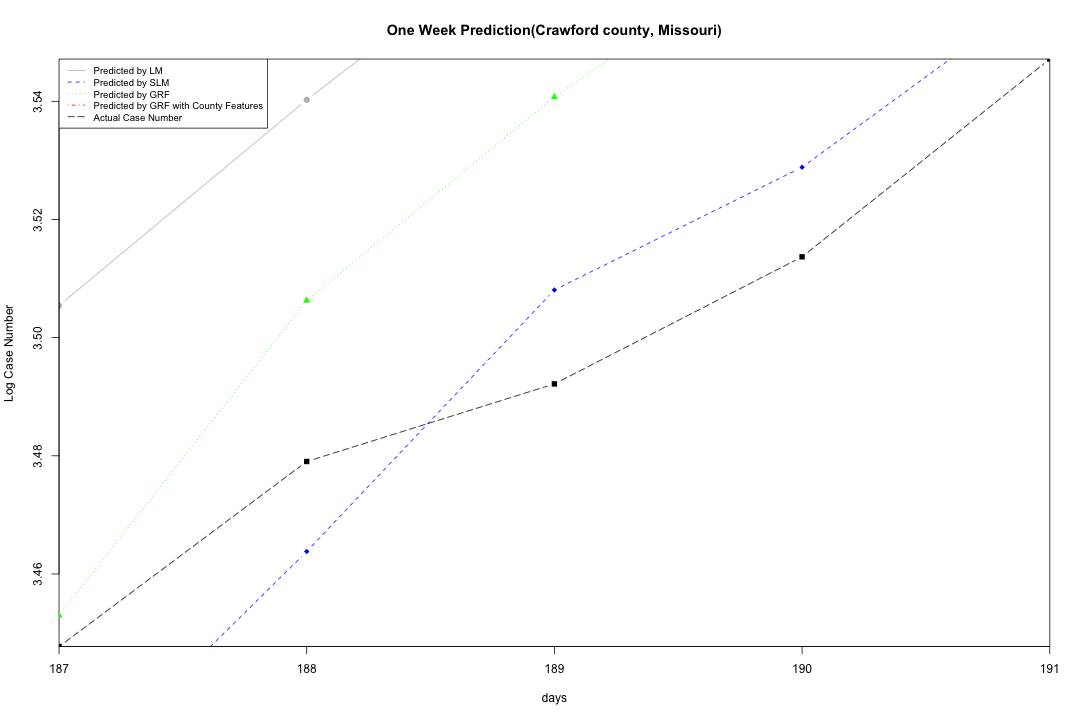 One Week Prediction(Crawford county, Missouri)
Predicted by LM
Predicted by SLM
Predicted by GRF
Predicted by GRF with County Features
Actual Case Number
3.54
3.52
3.50
3.48
3.46
Log Case Number
187 188 189 190 191
days